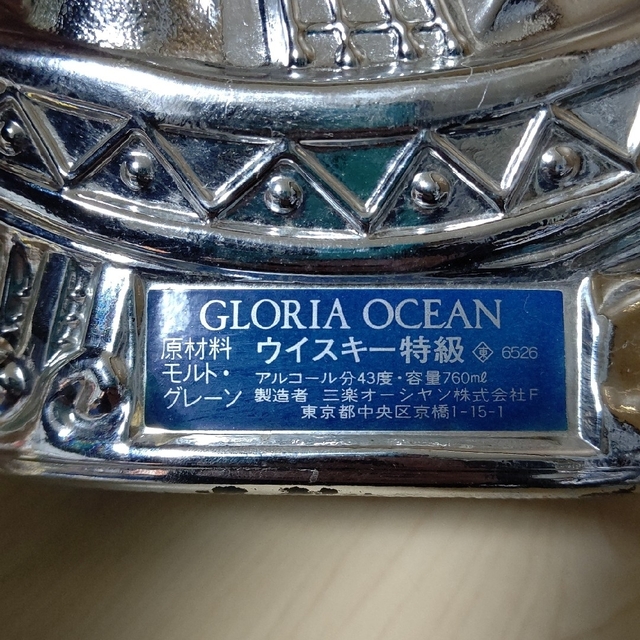 GLORIA OCEAN
原材料 ウイスキー特級 東 6526
モルト・ アルコール分43度・容量760mℓ
グレーン 製造者 三楽オーシヤン株式会社F
東京都中央区京橋1-15-1